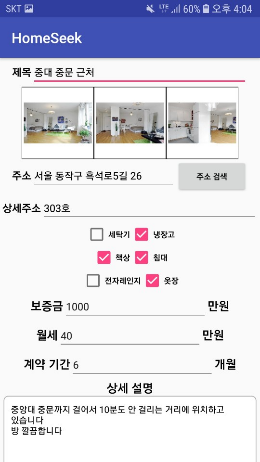 SKT LTE 60% 오후 4:04
HomeSeek
제목 중대 중문 근처
주소 서울 동작구 흑석로5길 26 주소 검색
상세주소 303호
세탁기 냉장고
책상 침대
전자레인지 옷장
보증금 1000 만원
월세 40 만원
계약 기간 6 개월
상세 설명
중앙대 중문까지 걸어서 10분도 안 걸리는 거리에 위치하고
있습니다
방 깔끔합니다